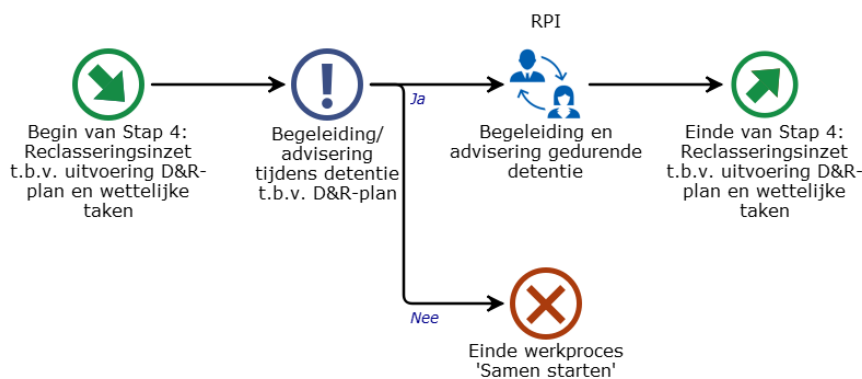 RPI
Begin van Stap 4:
Reclasseringsinzet
t.b.v. uitvoering D&R-
plan en wettelijke
taken
Begeleiding/
advisering
tijdens detentie
t.b.v. D&R-plan
Ja
Begeleiding en
advisering gedurende
detentie
Einde van Stap 4:
Reclasseringsinzet
t.b.v. uitvoering D&R-
plan en wettelijke
taken
Nee
Einde werkproces
'Samen starten'